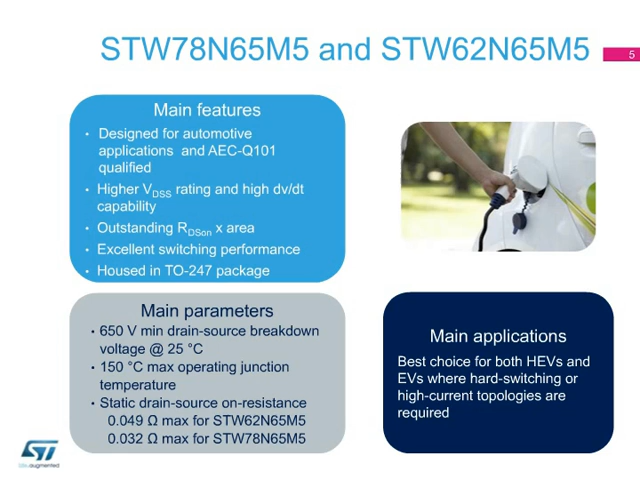 STW78N65M5 and STW62N65M5
5
Main features
• Designed for automotive
applications and AEC-Q101
qualified
• Higher VDSS rating and high dv/dt
capability
• Outstanding RDSon x area
• Excellent switching performance
• Housed in TO-247 package
Main parameters
• 650 V min drain-source breakdown
voltage @ 25 °C
• 150 °C max operating junction
temperature
• Static drain-source on-resistance
0.049 Ω max for STW62N65M5
0.032 Ω max for STW78N65M5
Main applications
Best choice for both HEVs and
EVs where hard-switching or
high-current topologies are
required
ST
life.augmented